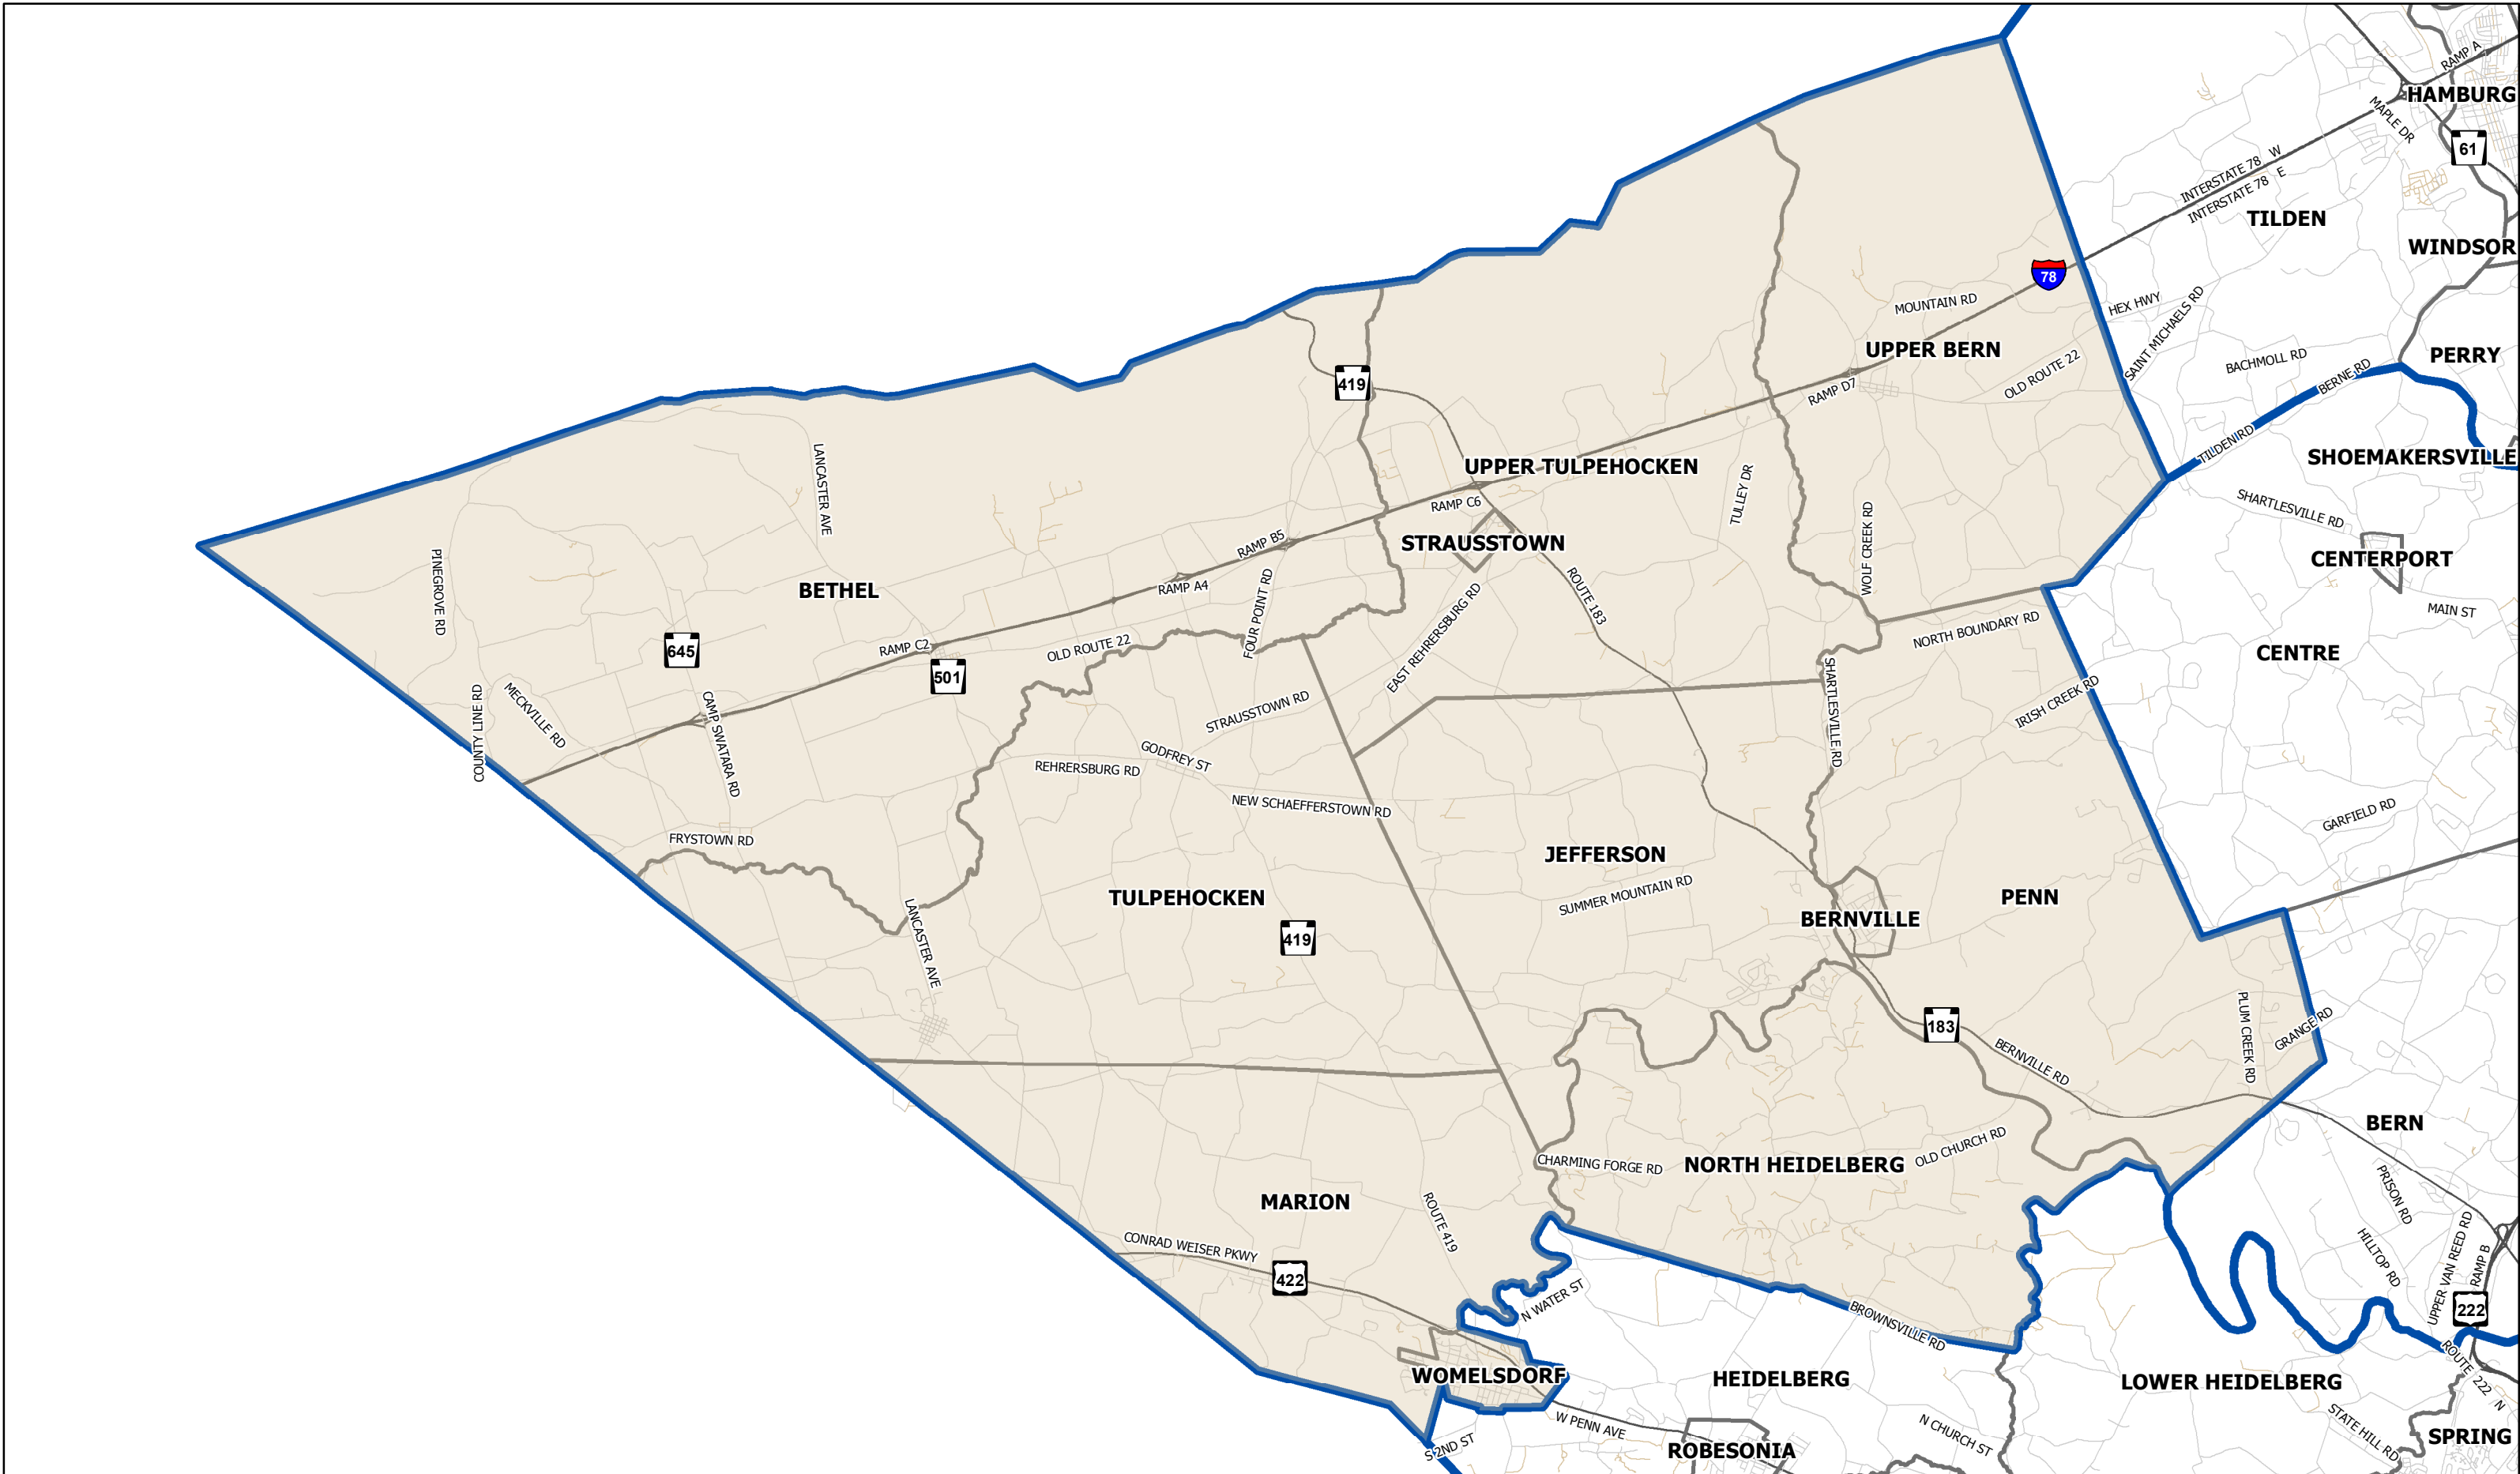 RAMP A
HAMBURG
MAPLE DR
61
INTERSTATE 78 W
INTERSTATE 78 E
TILDEN
WINDSOR
78
MOUNTAIN RD
HEX HWY
SAINT MICHAELS RD
UPPER BERN
BACHMOLL RD
PERRY
OLD ROUTE 22
BERNE RD
RAMP D7
419
TILDEN RD
SHOEMAKERSVILLE
UPPER TULPEHOCKEN
LANCASTER AVE
TULLEY DR
RAMP C6
SHARTLESVILLE RD
STRAUSSTOWN
RAMP B5
WOLF CREEK RD
CENTERPORT
PINEGROVE RD
BETHEL
RAMP A4
FOUR POINT RD
ROUTE 183
EAST REHRERSBURG RD
MAIN ST
NORTH BOUNDARY RD
645
RAMP C2
OLD ROUTE 22
CENTRE
501
COUNTY LINE RD
MECKVILLE RD
CAMP SWATARA RD
STRAUSSTOWN RD
SHARTLESVILLE RD
IRISH CREEK RD
GODFREY ST
REHRERSBURG RD
NEW SCHAEFFERSTOWN RD
GARFIELD RD
FRYSTOWN RD
JEFFERSON
TULPEHOCKEN
SUMMER MOUNTAIN RD
PENN
BERNVILLE
LANCASTER AVE
419
183
PLUM CREEK RD
GRANGE RD
BERNVILLE RD
BERN
OLD CHURCH RD
CHARMING FORGE RD
NORTH HEIDELBERG
MARION
ROUTE 419
PRISON RD
CONRAD WEISER PKWY
HILLTOP RD
UPPER VAN REED RD
RAMP B
422
N WATER ST
222
BROWNSVILLE RD
WOMELSDORF
HEIDELBERG
LOWER HEIDELBERG
ROUTE 222 N
W PENN AVE
N CHURCH ST
STATE HILL RD
S 2ND ST
ROBESONIA
SPRING